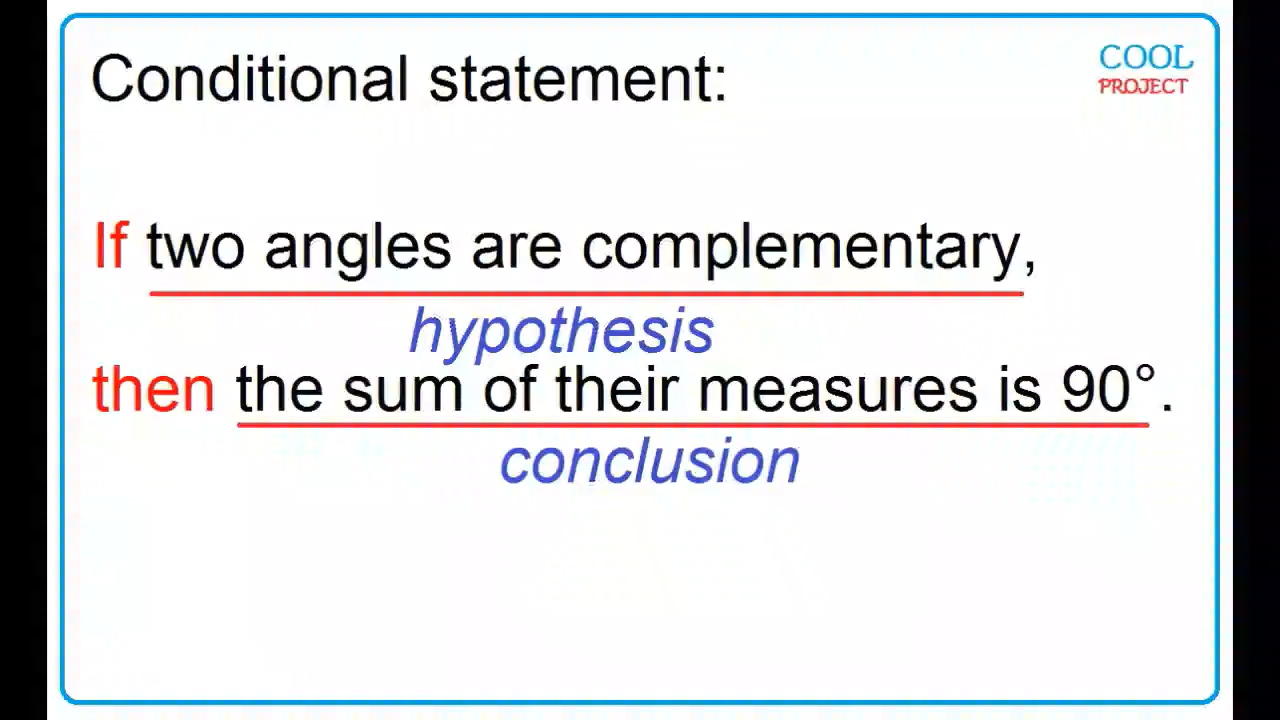 Conditional statement:
COOL
PROJECT
If two angles are complementary,
hypothesis
then the sum of their measures is 90°.
conclusion